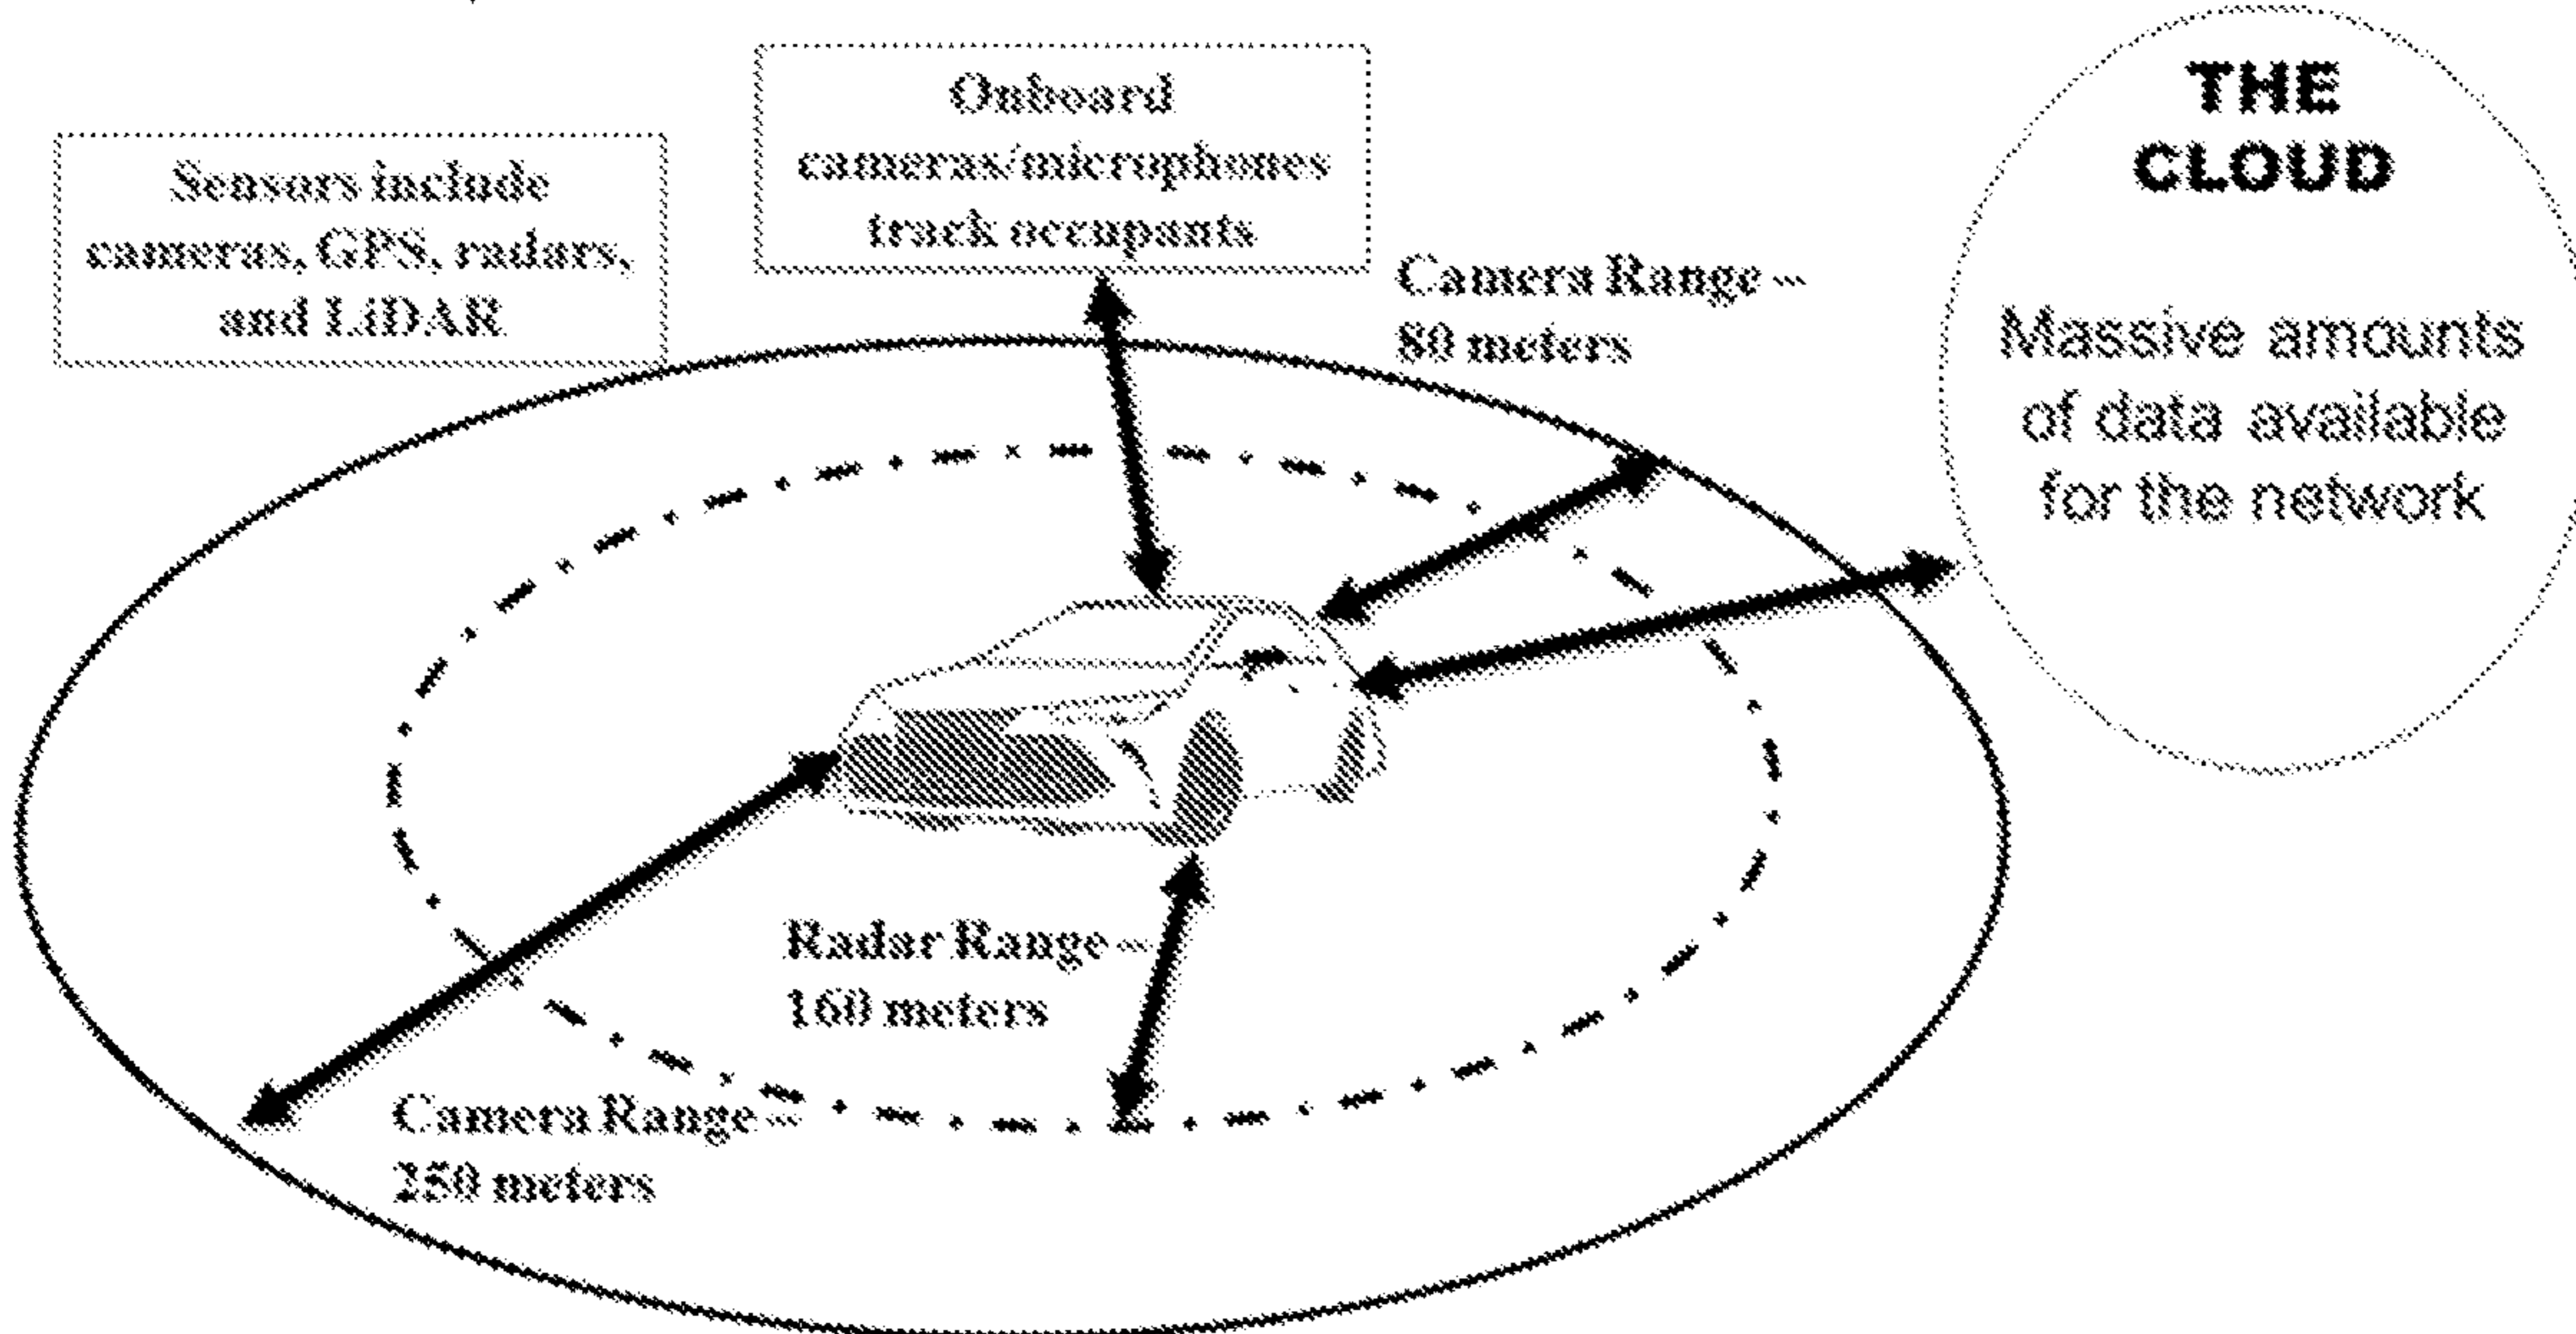 Sensors include
cameras, GPS, radars,
and LiDAR
Onboard
cameras/microphones
track occupants
Camera Range –
80 meters
THE
CLOUD
Massive amounts
of data available
for the network
Radar Range –
160 meters
Camera Range –
250 meters